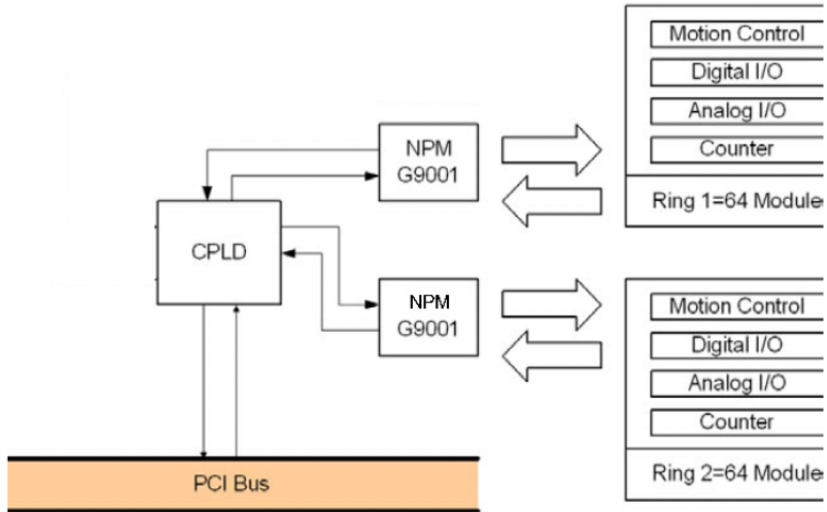 Motion Control
Digital I/O
Analog I/O
Counter
Ring 1=64 Module
NPM
G9001
CPLD
NPM
G9001
Motion Control
Digital I/O
Analog I/O
Counter
Ring 2=64 Module
PCI Bus